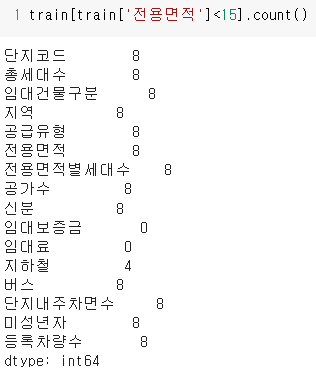 1 train[train['전용면적']<15].count()
단지코드 8
총세대수 8
임대건물구분 8
지역 8
공급유형 8
전용면적 8
전용면적별세대수 8
공가수 8
신분 8
임대보증금 0
임대료 0
지하철 4
버스 8
단지내주차면수 8
미성년자 8
등록차량수 8
dtype: int64